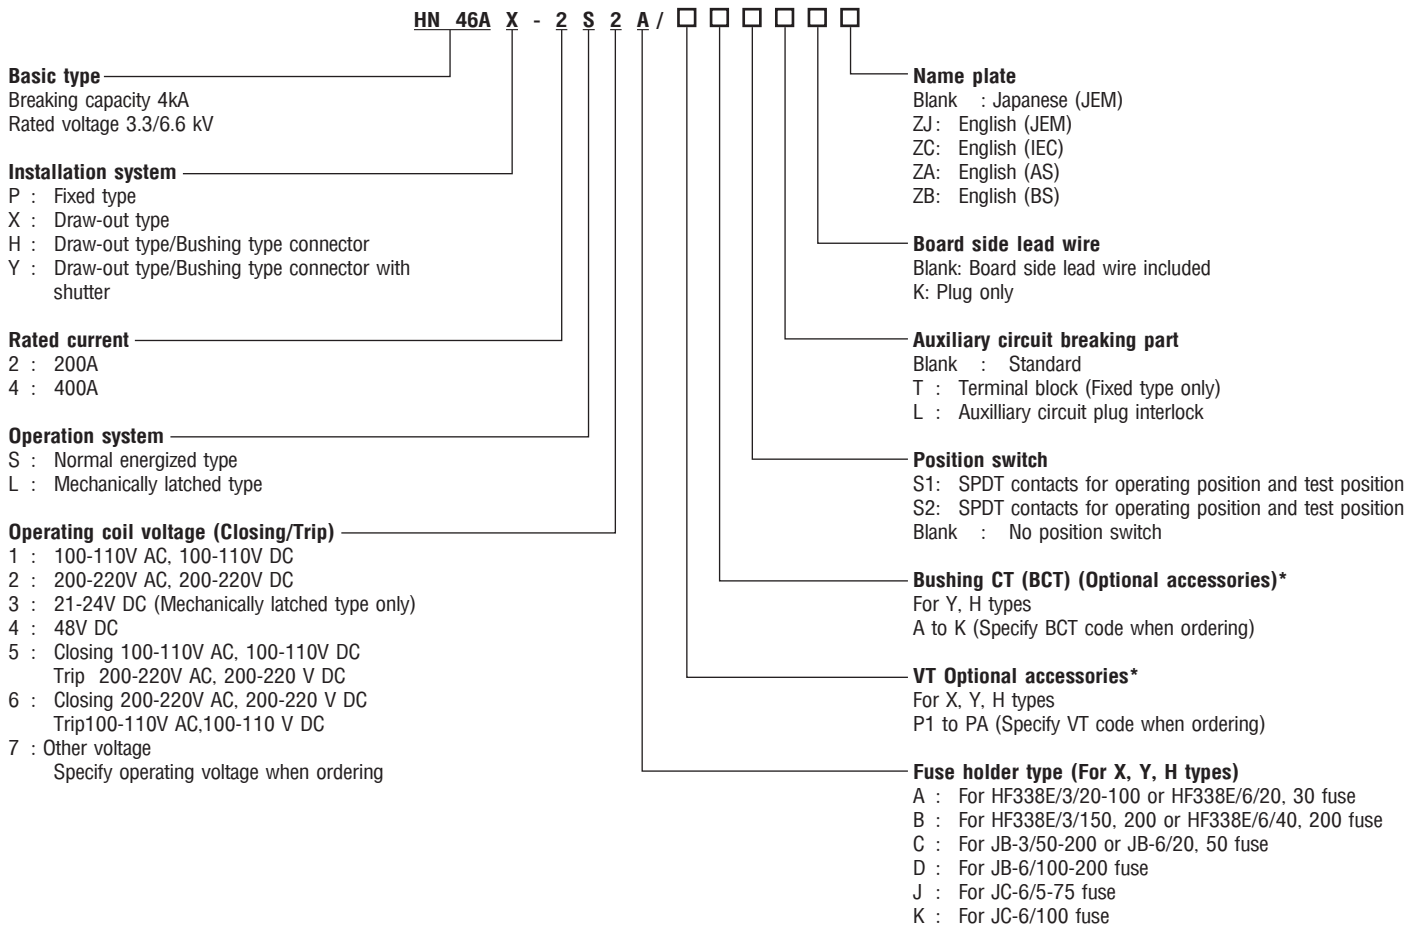 HN 46A X - 2 S 2 A / □ □ □ □ □ □
Basic type
Breaking capacity 4kA
Rated voltage 3.3/6.6 kV
Installation system
P : Fixed type
X : Draw-out type
H : Draw-out type/Bushing type connector
Y : Draw-out type/Bushing type connector with
shutter
Rated current
2 : 200A
4 : 400A
Operation system
S : Normal energized type
L : Mechanically latched type
Operating coil voltage (Closing/Trip)
1 : 100-110V AC, 100-110V DC
2 : 200-220V AC, 200-220V DC
3 : 21-24V DC (Mechanically latched type only)
4 : 48V DC
5 : Closing 100-110V AC, 100-110V DC
Trip 200-220V AC, 200-220 V DC
6 : Closing 200-220V AC, 200-220 V DC
Trip100-110V AC,100-110 V DC
7 : Other voltage
Specify operating voltage when ordering
Name plate
Blank : Japanese (JEM)
ZJ: English (JEM)
ZC: English (IEC)
ZA: English (AS)
ZB: English (BS)
Board side lead wire
Blank: Board side lead wire included
K: Plug only
Auxiliary circuit breaking part
Blank : Standard
T : Terminal block (Fixed type only)
L : Auxilliary circuit plug interlock
Position switch
S1: SPDT contacts for operating position and test position
S2: SPDT contacts for operating position and test position
Blank : No position switch
Bushing CT (BCT) (Optional accessories)*
For Y, H types
A to K (Specify BCT code when ordering)
VT Optional accessories*
For X, Y, H types
P1 to PA (Specify VT code when ordering)
Fuse holder type (For X, Y, H types)
A : For HF338E/3/20-100 or HF338E/6/20, 30 fuse
B : For HF338E/3/150, 200 or HF338E/6/40, 200 fuse
C : For JB-3/50-200 or JB-6/20, 50 fuse
D : For JB-6/100-200 fuse
J : For JC-6/5-75 fuse
K : For JC-6/100 fuse